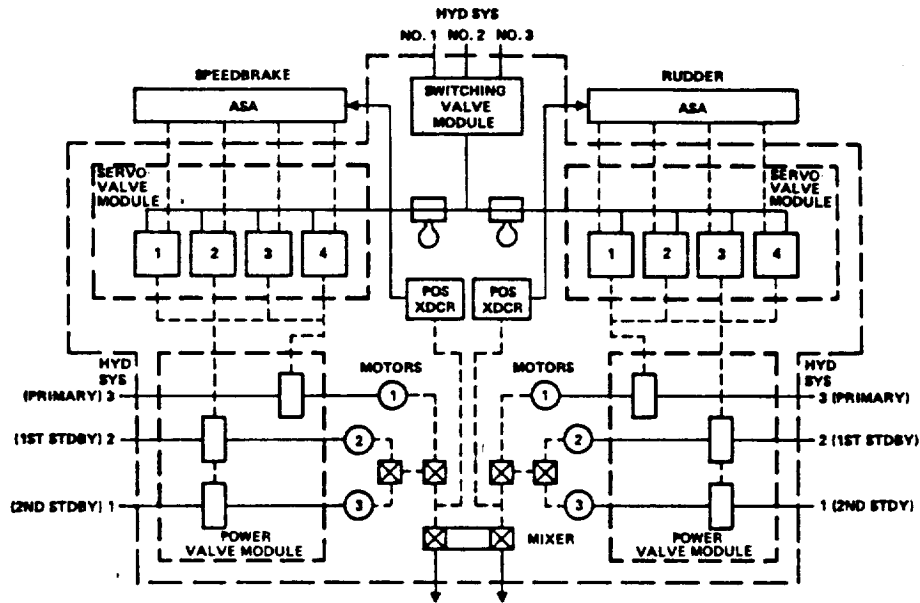 HYD SYS
NO. 1 NO. 2 NO. 3
SPEEDBRAKE
RUDDER
ASA
SWITCHING
VALVE
MODULE
ASA
SERVO-
VALVE
MODULE
SERVO
VALVE
MODULE
1 2 3 4
1 2 3 4
POS
XDCR
POS
XDCR
HYD
SYS
MOTORS
MOTORS
HYD
SYS
(PRIMARY) 3
1
1
3 (PRIMARY)
(1ST STDBY) 2
2
2
2 (1ST STDBY)
(2ND STDBY) 1
3
3
1 (2ND STDY)
POWER
VALVE MODULE
MIXER
POWER
VALVE MODULE